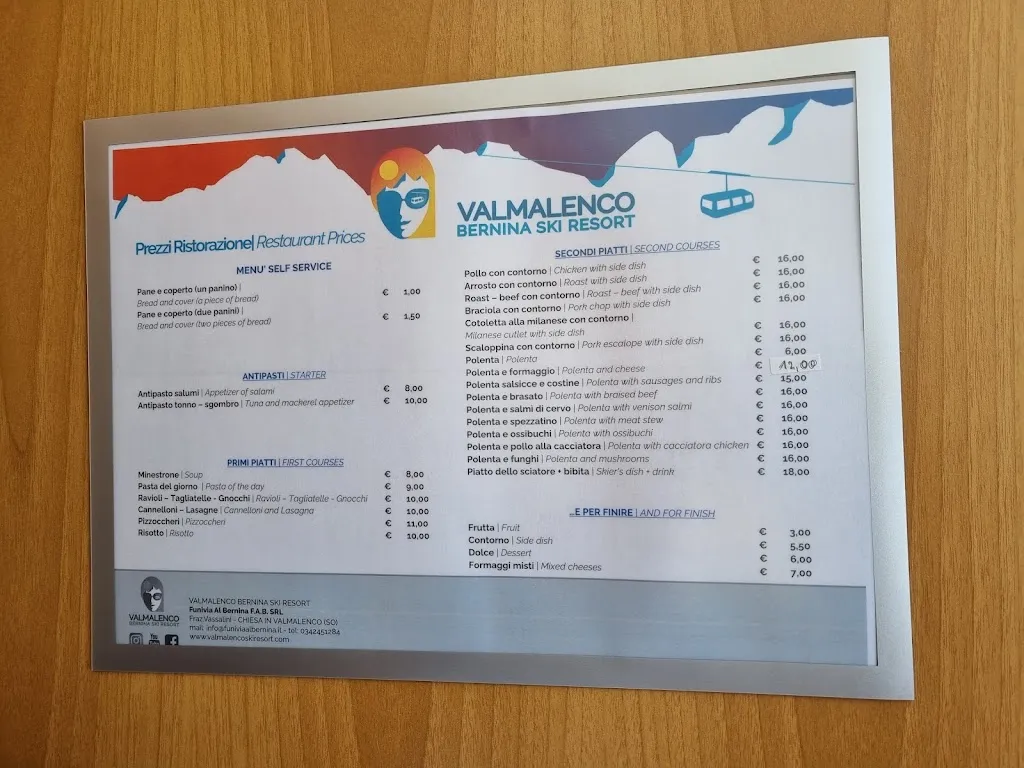 VALMALENCO
BERNINA SKI RESORT
Prezzi Ristorazione| Restaurant Prices
MENU' SELF SERVICE
Pane e coperto (un panino) |
Bread and cover (a piece of bread) € 1,00
Pane e coperto (due panini) |
Bread and cover (two pieces of bread) € 1,50
ANTIPASTI | STARTER
Antipasto salumi | Appetizer of salami € 8,00
Antipasto tonno – sgombro | Tuna and mackerel appetizer € 10,00
PRIMI PIATTI | FIRST COURSES
Minestrone | Soup € 8,00
Pasta del giorno | Pasta of the day € 9,00
Ravioli – Tagliatelle - Gnocchi | Ravioli – Tagliatelle - Gnocchi € 10,00
Cannelloni – Lasagne | Cannelloni and Lasagna € 10,00
Pizzoccheri | Pizzoccheri € 11,00
Risotto | Risotto € 10,00
SECONDI PIATTI | SECOND COURSES
Pollo con contorno | Chicken with side dish € 16,00
Arrosto con contorno | Roast with side dish € 16,00
Roast – beef con contorno | Roast – beef with side dish € 16,00
Braciola con contorno | Pork chop with side dish € 16,00
Cotoletta alla milanese con contorno |
Milanese cutlet with side dish € 16,00
Scaloppina con contorno | Pork escalope with side dish € 16,00
Polenta | Polenta € 6,00
Polenta e formaggio | Polenta and cheese € 12,00
Polenta salsicce e costine | Polenta with sausages and ribs € 15,00
Polenta e brasato | Polenta with braised beef € 16,00
Polenta e salmì di cervo | Polenta with venison salmi € 16,00
Polenta e spezzatino | Polenta with meat stew € 16,00
Polenta e ossibuchi | Polenta with ossibuchi € 16,00
Polenta e pollo alla cacciatora | Polenta with cacciatora chicken € 16,00
Polenta e funghi | Polenta and mushrooms € 16,00
Piatto dello sciatore + bibita | Skier's dish + drink € 18,00
...E PER FINIRE | AND FOR FINISH
Frutta | Fruit € 3,00
Contorno | Side dish € 5,50
Dolce | Dessert € 6,00
Formaggi misti | Mixed cheeses € 7,00
VALMALENCO
BERNINA SKI RESORT
VALMALENCO BERNINA SKI RESORT
Funivia Al Bernina F.A.B. SRL
Fraz.Vassalini - CHIESA IN VALMALENCO (SO)
mail info@funiviaalbernina.it - tel: 0342451284
www.valmalencoskiresort.com